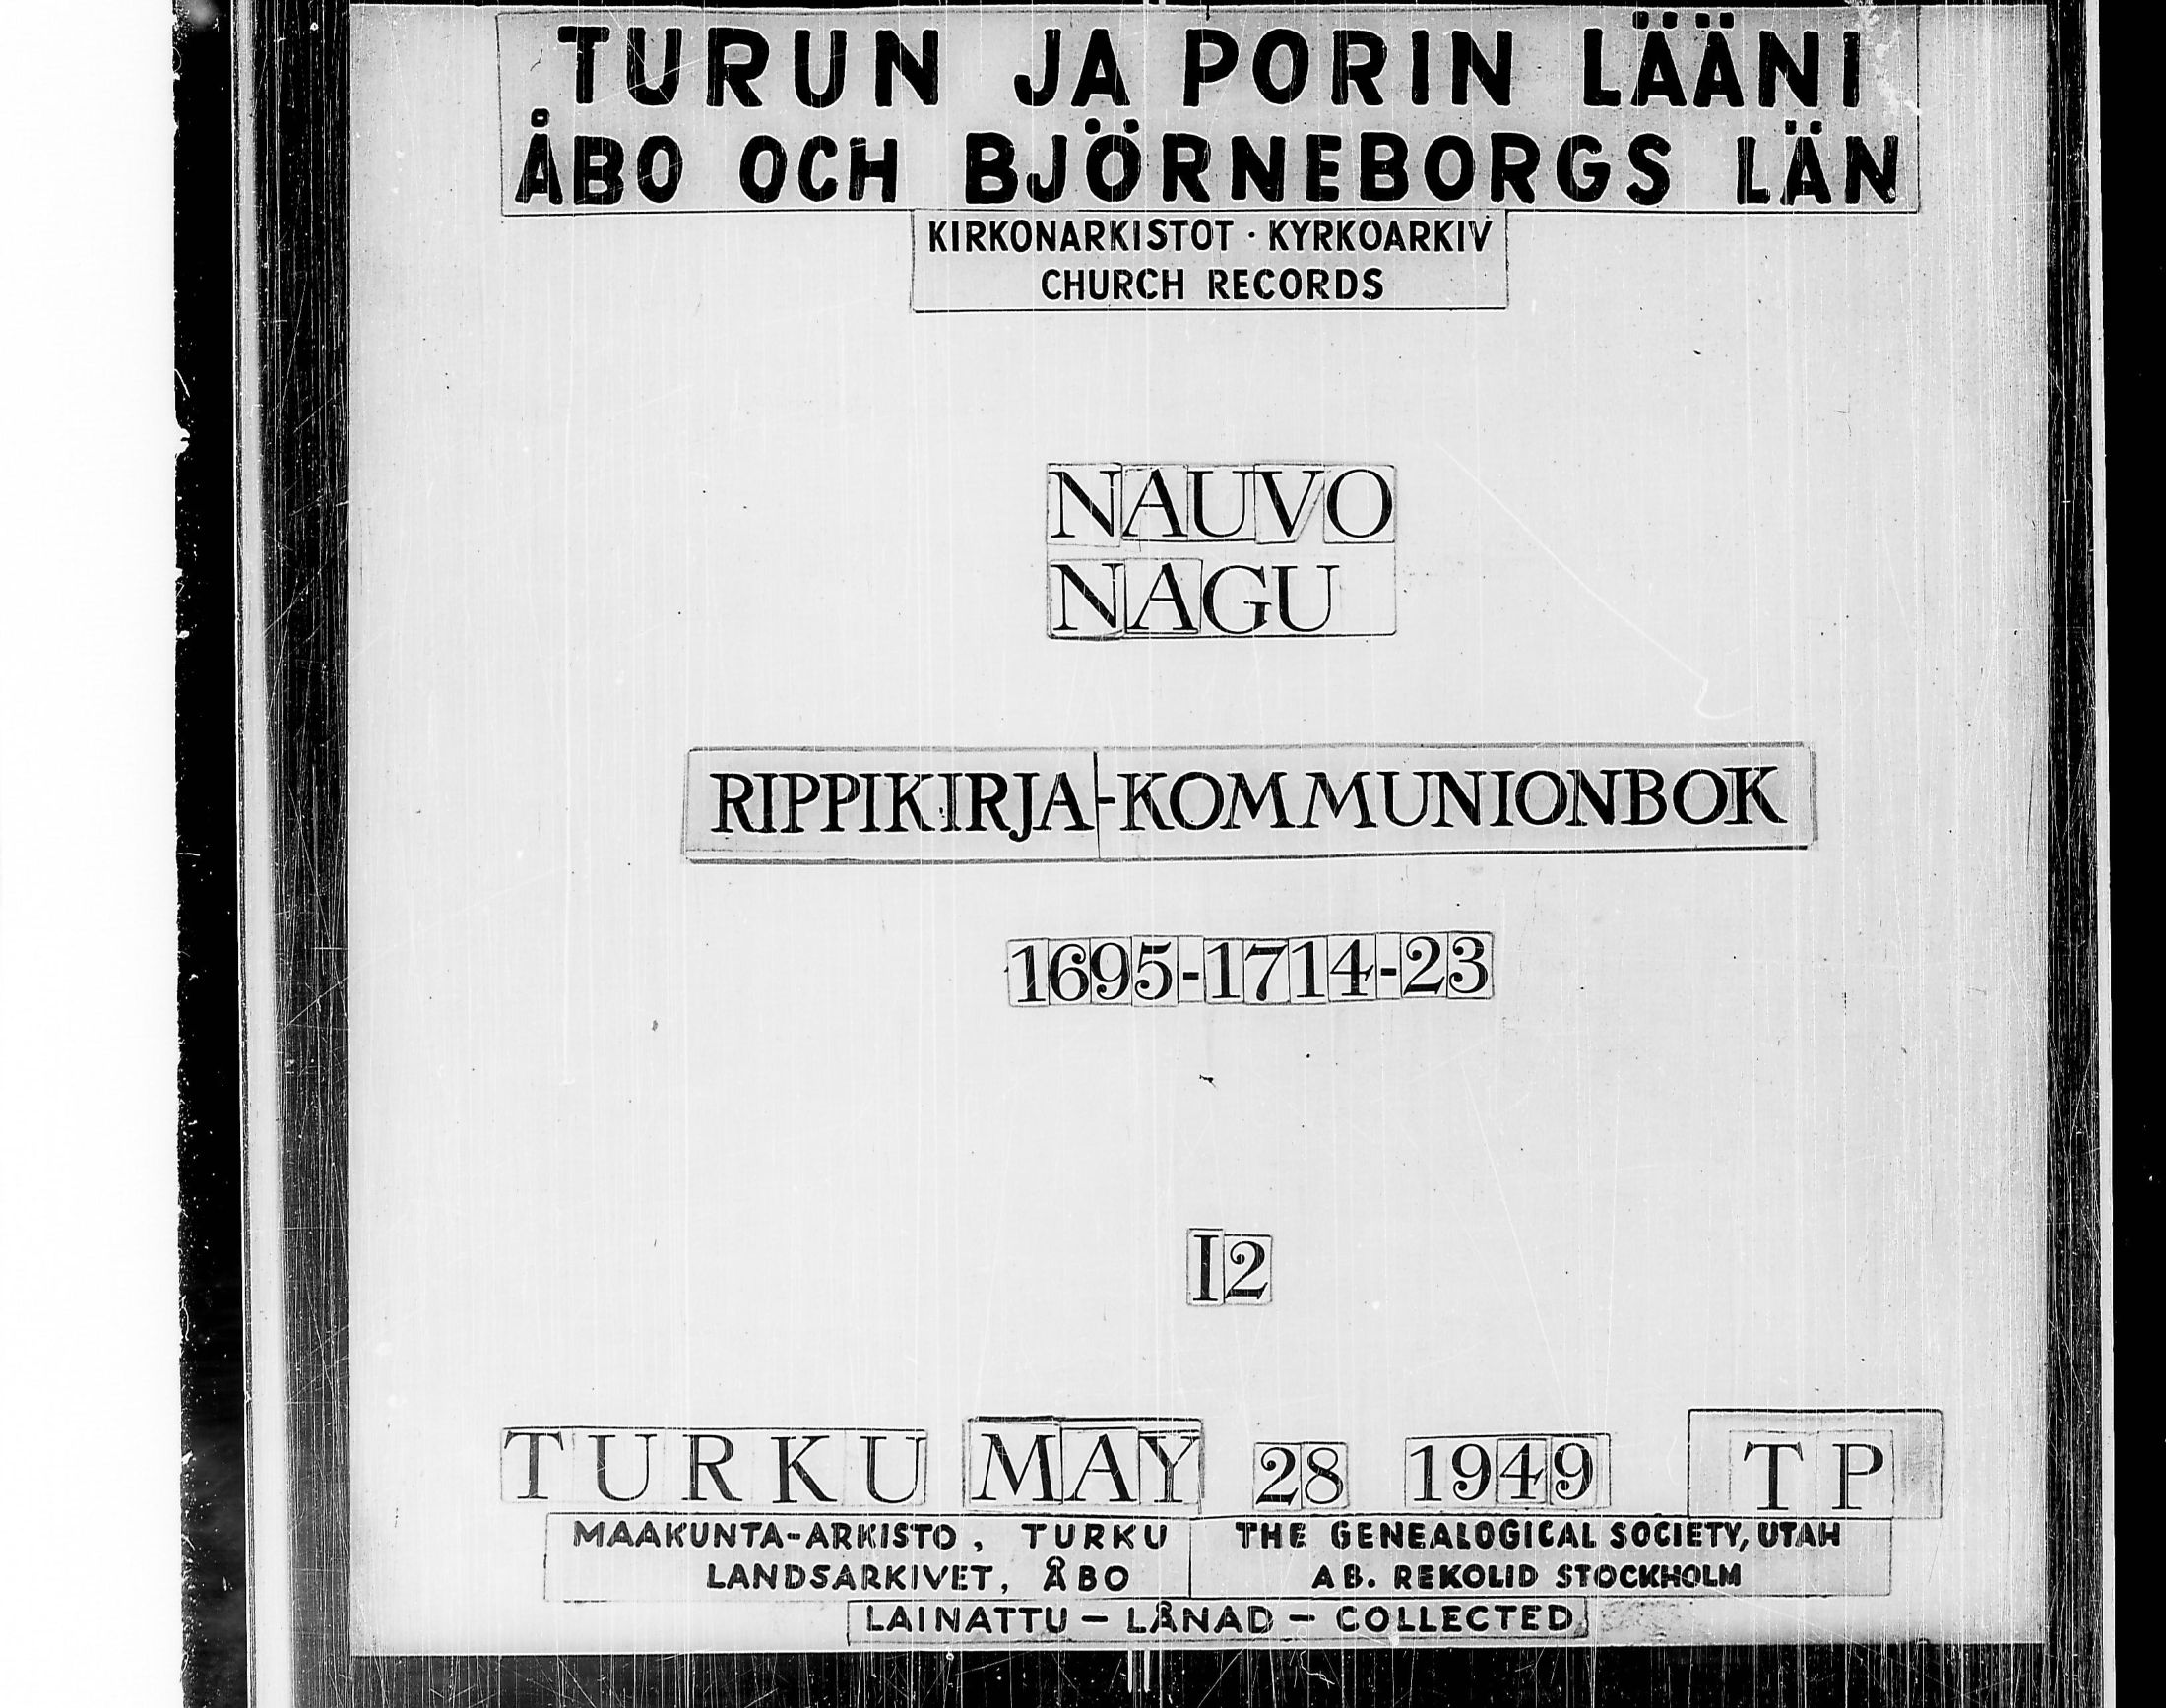 TURUN JA PORIN LÄÄNI
ÅBO OCH BJÖRNEBORGS LÄN
KIRKONARKISTOT · KYRKOARKIV
CHURCH RECORDS
NAUVO
NAGU
RIPPIKIRJA-KOMMUNIONBOK
1695-1714-23
I2
TURKU MAY 28 1949 TP
MAAKUNTA-ARKISTO, TURKU
LANDSARKIVET, ÅBO
THE GENEALOGICAL SOCIETY, UTAH
AB. REKOLID STOCKHOLM
LAINATTU – LÅNAD – COLLECTED